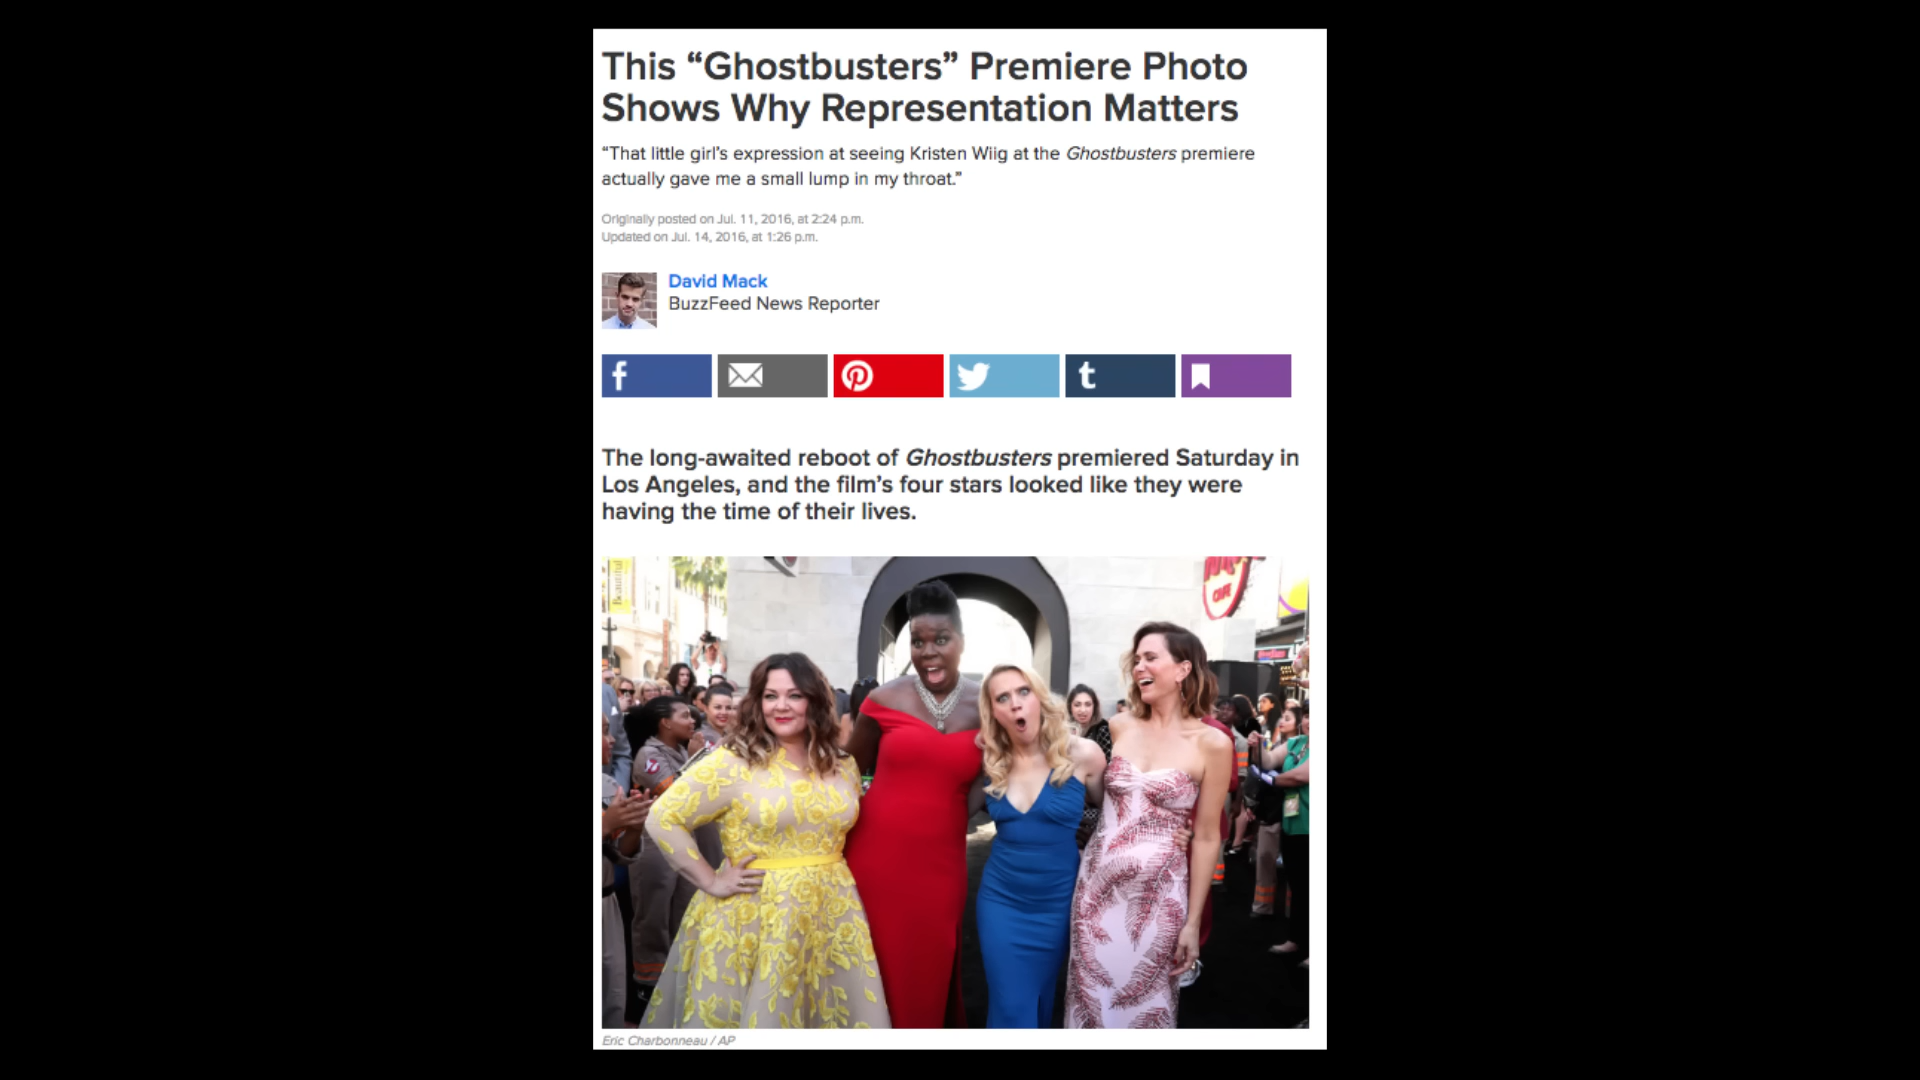 This “Ghostbusters” Premiere Photo
Shows Why Representation Matters
“That little girl’s expression at seeing Kristen Wiig at the Ghostbusters premiere
actually gave me a small lump in my throat.”
Originally posted on Jul. 11, 2016, at 2:24 p.m.
Updated on Jul. 14, 2016, at 1:26 p.m.
David Mack
BuzzFeed News Reporter
The long-awaited reboot of Ghostbusters premiered Saturday in
Los Angeles, and the film’s four stars looked like they were
having the time of their lives.
Beautiful
Eric Charbonneau / AP